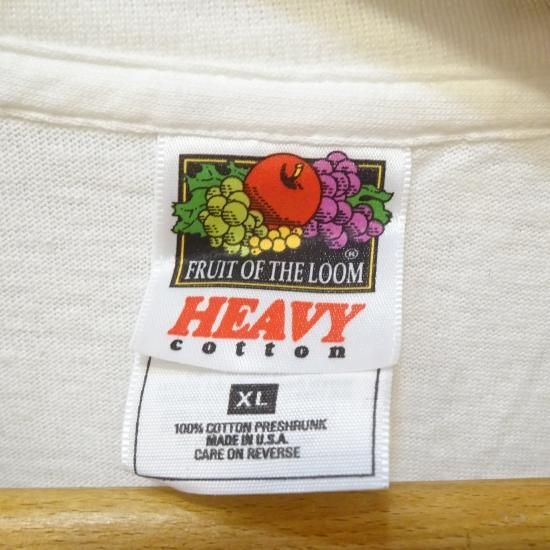 ®
FRUIT OF THE LOOM
HEAVY
cotton
XL
100% COTTON PRESHRUNK
MADE IN U.S.A.
CARE ON REVERSE